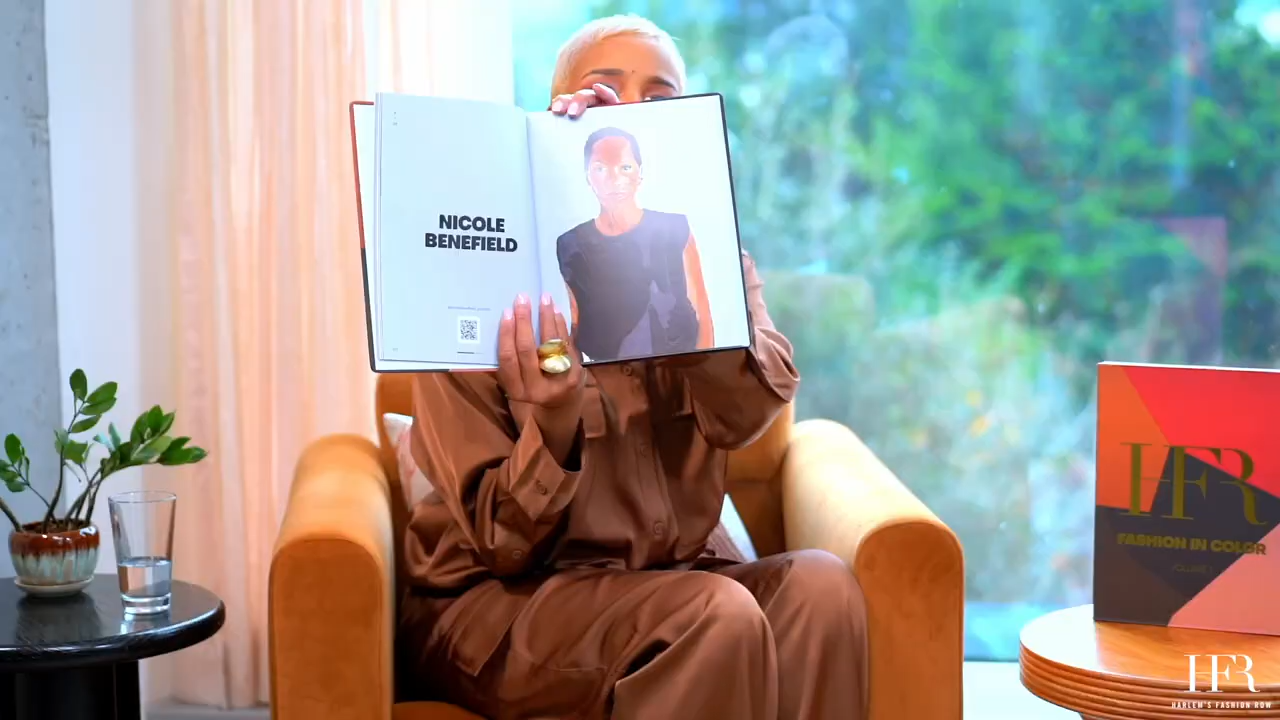 NICOLE
BENEFIELD
HFR
FASHION IN COLOR
HFR
HARLEM'S FASHION ROW